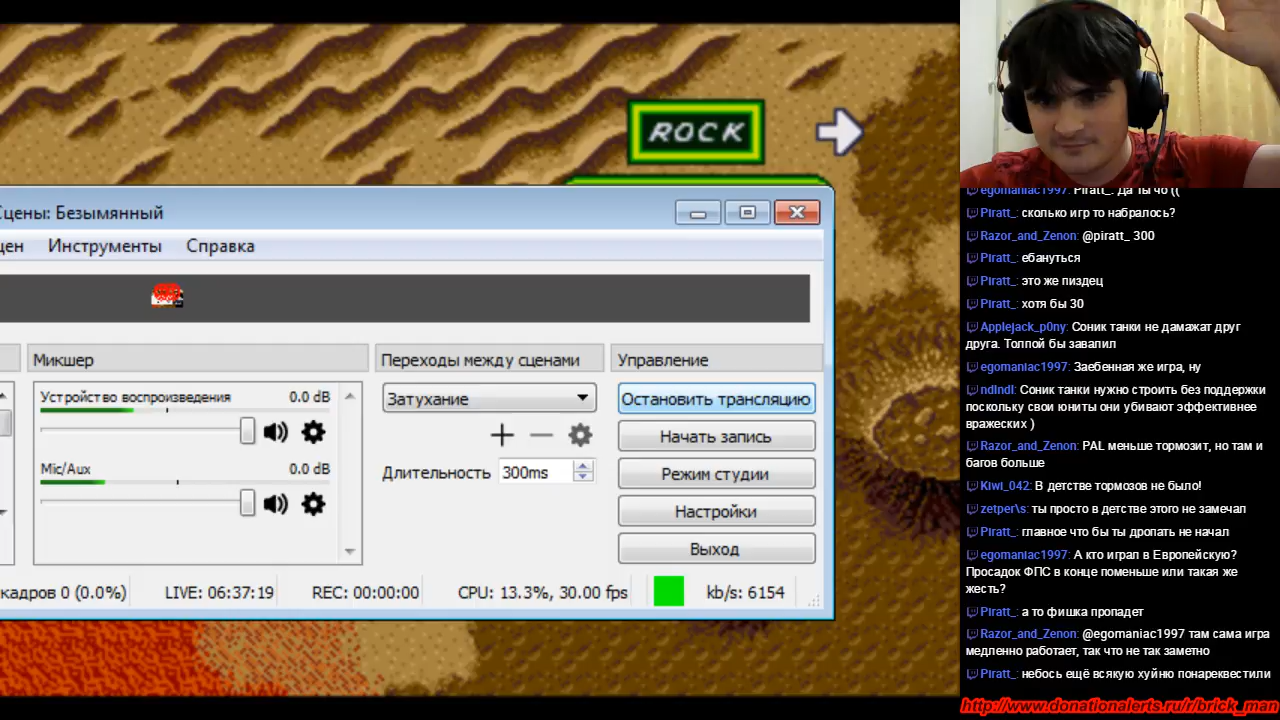 ROCK
Сцены: Безымянный
цен Инструменты Справка
Микшер
Устройство воспроизведения 0.0 dB
Mic/Aux 0.0 dB
Переходы между сценами
Затухание
Длительность 300ms
Управление
Остановить трансляцию
Начать запись
Режим студии
Настройки
Выход
кадров 0 (0.0%) LIVE: 06:37:19 REC: 00:00:00 CPU: 13.3%, 30.00 fps kb/s: 6154
egomaniac1997: Piratt_. Да ты чо ((
Piratt_: сколько игр то набралось?
Razor_and_Zenon: @piratt_ 300
Piratt_: ебануться
Piratt_: это же пиздец
Piratt_: хотя бы 30
Applejack_p0ny: Соник танки не дамажат друг
друга. Толпой бы завалил
egomaniac1997: Заебенная же игра, ну
ndlndl: Соник танки нужно строить без поддержки
поскольку свои юниты они убивают эффективнее
вражеских )
Razor_and_Zenon: PAL меньше тормозит, но там и
багов больше
Kiwi_042: В детстве тормозов не было!
zetper\s: ты просто в детстве этого не замечал
Piratt_: главное что бы ты дропать не начал
egomaniac1997: А кто играл в Европейскую?
Просадок ФПС в конце поменьше или такая же
жесть?
Piratt_: а то фишка пропадет
Razor_and_Zenon: @egomaniac1997 там сама игра
медленно работает, так что не так заметно
Piratt_: небось ещё всякую хуйню понареквестили
http://www.donationalerts.ru/r/brick_man